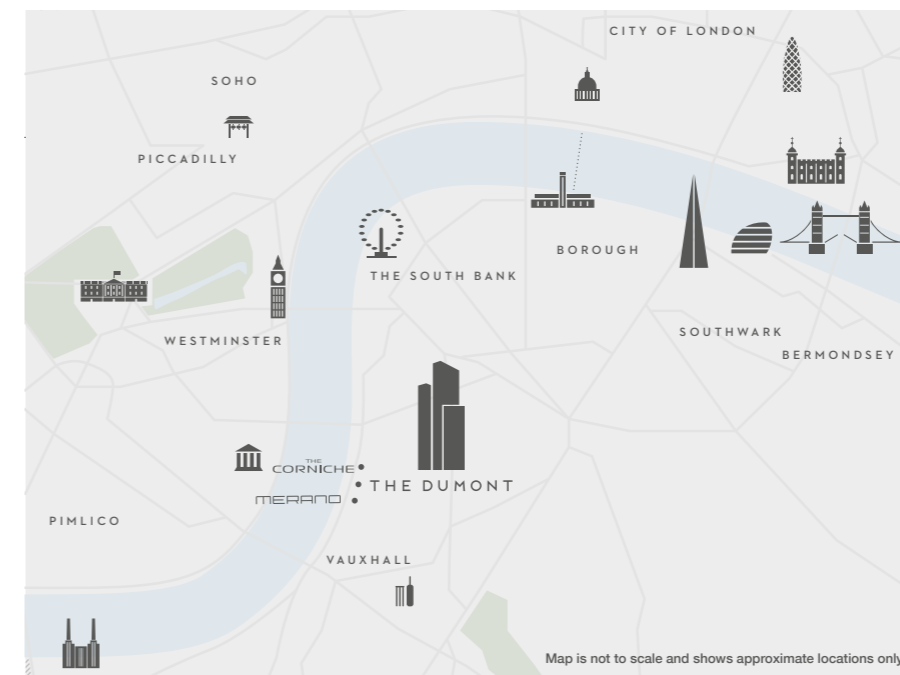 CITY OF LONDON
SOHO
PICCADILLY
BOROUGH
THE SOUTH BANK
SOUTHWARK
WESTMINSTER
BERMONDSEY
THE
CORNICHE
THE DUMONT
MERANO
PIMLICO
VAUXHALL
Map is not to scale and shows approximate locations only